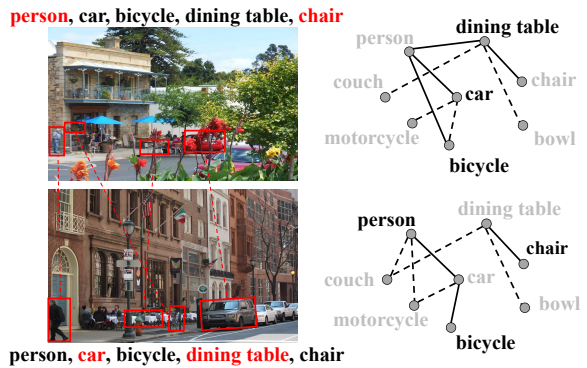 person, car, bicycle, dining table, chair
person
dining table
couch
car
chair
motorcycle
bowl
bicycle
person
dining table
chair
couch
car
motorcycle
bowl
bicycle
person, car, bicycle, dining table, chair